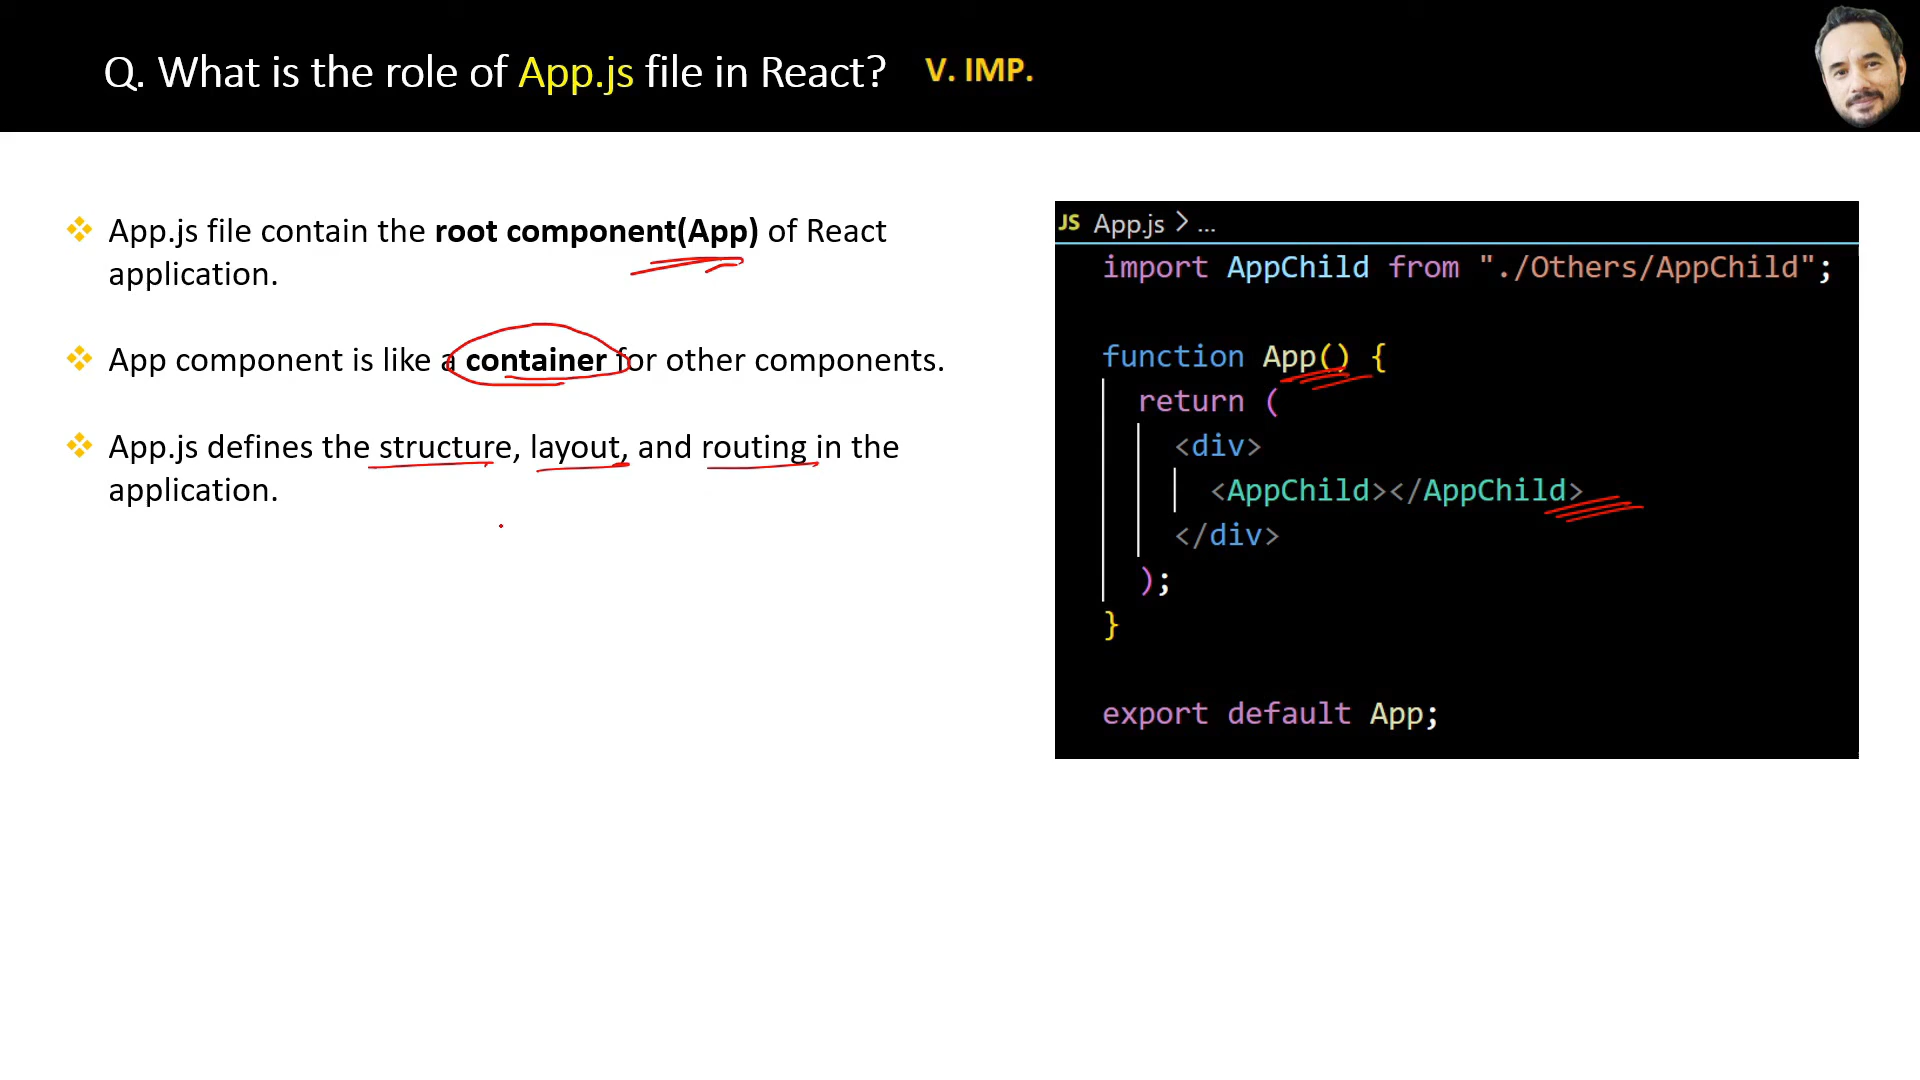 Q. What is the role of App.js file in React? V. IMP.
App.js file contain the root component(App) of React
application.
App component is like a container for other components.
App.js defines the structure, layout, and routing in the
application.
JS App.js > ...
import AppChild from "./Others/AppChild";
function App() {
return (
<div>
<AppChild></AppChild>
</div>
);
}
export default App;